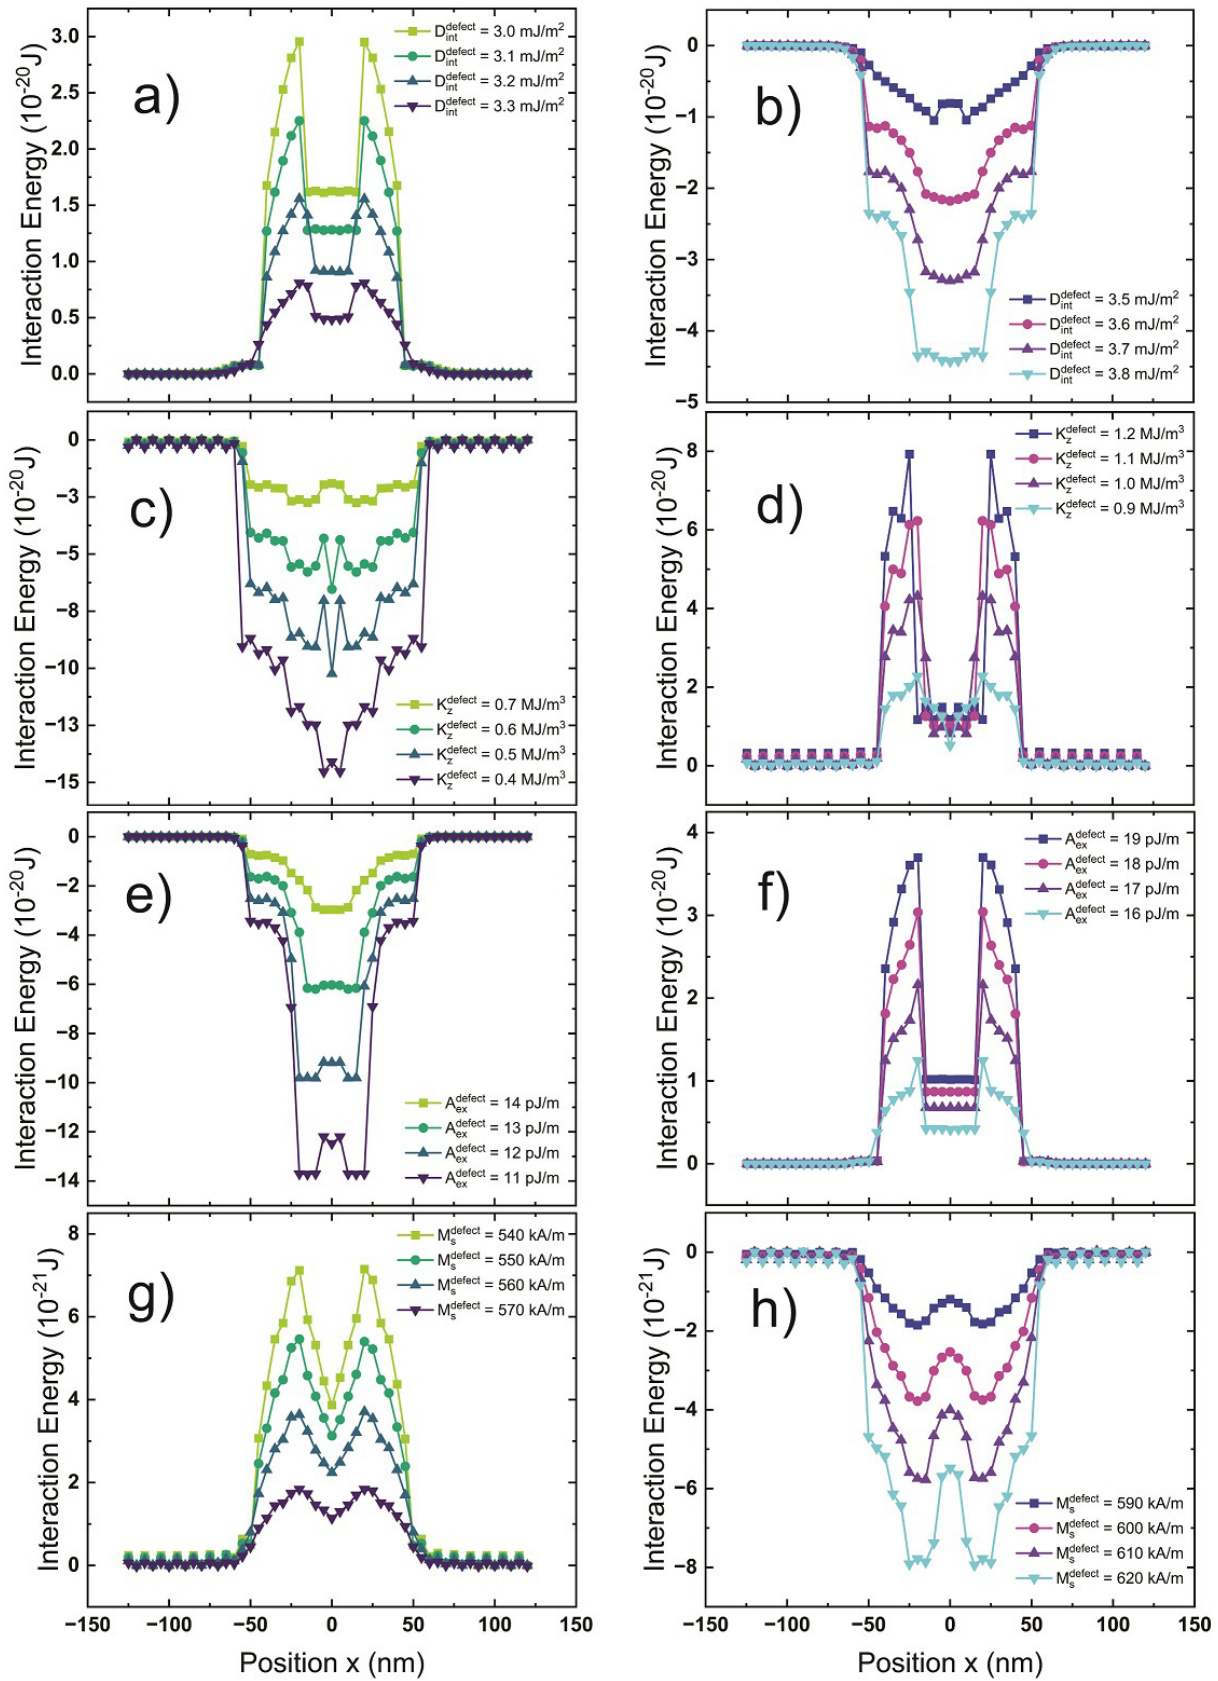 a)
D_int^defect = 3.0 mJ/m²
D_int^defect = 3.1 mJ/m²
D_int^defect = 3.2 mJ/m²
D_int^defect = 3.3 mJ/m²
Interaction Energy (10⁻²⁰J)
3.0
2.5
2.0
1.5
1.0
0.5
0.0
b)
D_int^defect = 3.5 mJ/m²
D_int^defect = 3.6 mJ/m²
D_int^defect = 3.7 mJ/m²
D_int^defect = 3.8 mJ/m²
Interaction Energy (10⁻²⁰J)
0
−1
−2
−3
−4
−5
c)
K_z^defect = 0.7 MJ/m³
K_z^defect = 0.6 MJ/m³
K_z^defect = 0.5 MJ/m³
K_z^defect = 0.4 MJ/m³
Interaction Energy (10⁻²⁰J)
0
−3
−5
−8
−10
−13
−15
d)
K_z^defect = 1.2 MJ/m³
K_z^defect = 1.1 MJ/m³
K_z^defect = 1.0 MJ/m³
K_z^defect = 0.9 MJ/m³
Interaction Energy (10⁻²⁰J)
8
6
4
2
0
e)
A_ex^defect = 14 pJ/m
A_ex^defect = 13 pJ/m
A_ex^defect = 12 pJ/m
A_ex^defect = 11 pJ/m
Interaction Energy (10⁻²⁰J)
0
−2
−4
−6
−8
−10
−12
−14
f)
A_ex^defect = 19 pJ/m
A_ex^defect = 18 pJ/m
A_ex^defect = 17 pJ/m
A_ex^defect = 16 pJ/m
Interaction Energy (10⁻²⁰J)
4
3
2
1
0
g)
M_s^defect = 540 kA/m
M_s^defect = 550 kA/m
M_s^defect = 560 kA/m
M_s^defect = 570 kA/m
Interaction Energy (10⁻²¹J)
8
6
4
2
0
−150 −100 −50 0 50 100 150
Position x (nm)
h)
M_s^defect = 590 kA/m
M_s^defect = 600 kA/m
M_s^defect = 610 kA/m
M_s^defect = 620 kA/m
Interaction Energy (10⁻²¹J)
0
−2
−4
−6
−8
−150 −100 −50 0 50 100 150
Position x (nm)